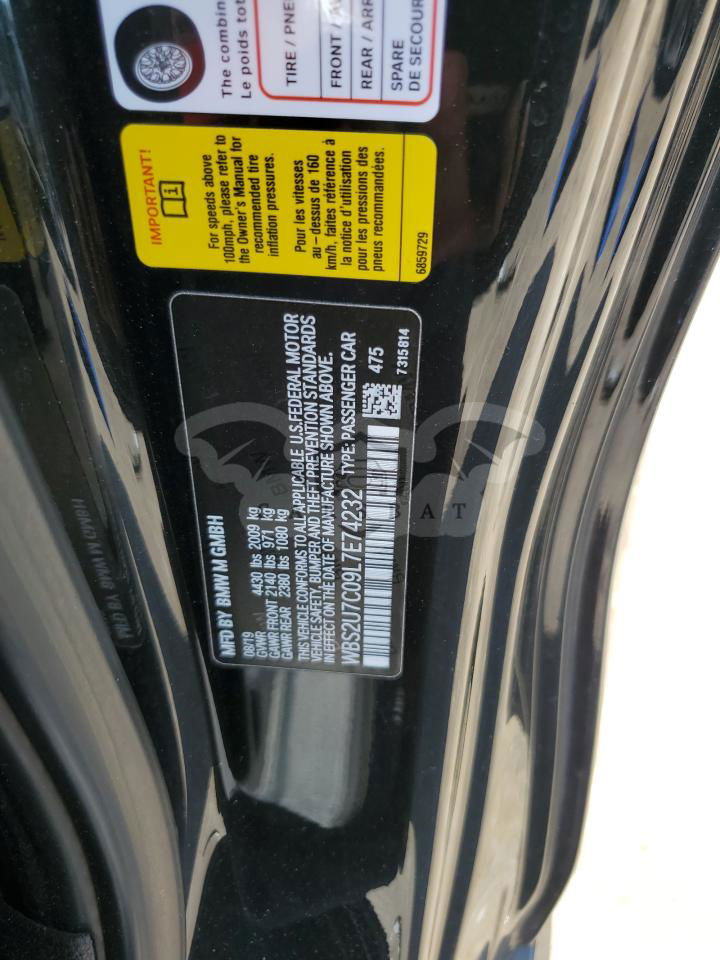 The combin
Le poids tot
TIRE / PNE
FRONT /
REAR / ARR
SPARE
DE SECOUR
IMPORTANT!
For speeds above
100mph, please refer to
the Owner's Manual for
recommended tire
inflation pressures.
Pour les vitesses
au – dessus de 160
km/h, faites référence à
la notice d'utilisation
pour les pressions des
pneus recommandées.
6859729
MFD BY BMW M GMBH
08/19
GVWR 4430 lbs 2009 kg
GAWR FRONT 2140 lbs 971 kg
GAWR REAR 2380 lbs 1080 kg
THIS VEHICLE CONFORMS TO ALL APPLICABLE U.S. FEDERAL MOTOR
VEHICLE SAFETY, BUMPER AND THEFT PREVENTION STANDARDS
IN EFFECT ON THE DATE OF MANUFACTURE SHOWN ABOVE.
WBS2U7C09L7E74232 TYPE: PASSENGER CAR
475
7315814
BAT